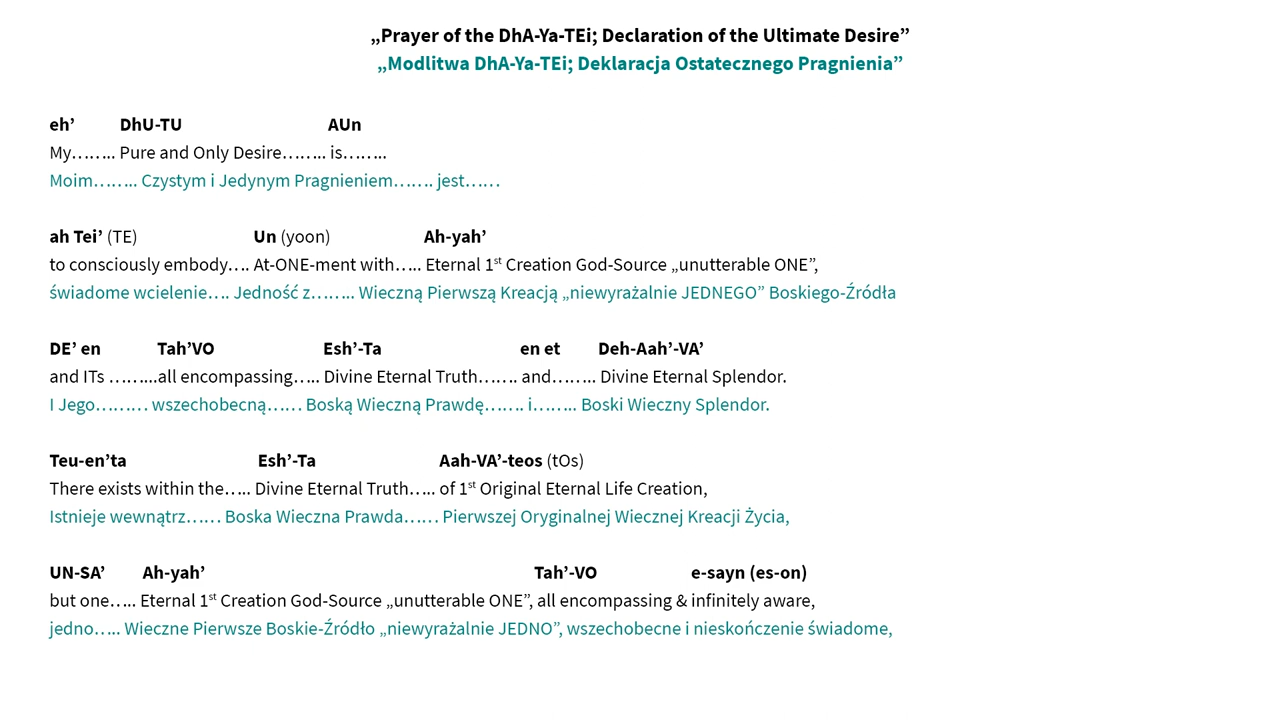 „Prayer of the DhA-Ya-TEi; Declaration of the Ultimate Desire”
„Modlitwa DhA-Ya-TEi; Deklaracja Ostatecznego Pragnienia”
eh’ DhU-TU AUn
My…….. Pure and Only Desire…….. is……..
Moim…….. Czystym i Jedynym Pragnieniem……. jest……
ah Tei’ (TE) Un (yoon) Ah-yah’
to consciously embody…. At-ONE-ment with….. Eternal 1st Creation God-Source „unutterable ONE”,
świadome wcielenie…. Jedność z…….. Wieczną Pierwszą Kreacją „niewyrażalnie JEDNEGO” Boskiego-Źródła
DE’ en Tah’VO Esh’-Ta en et Deh-Aah’-VA’
and ITs ……...all encompassing….. Divine Eternal Truth……. and…….. Divine Eternal Splendor.
I Jego……… wszechobecną…… Boską Wieczną Prawdę……. i…….. Boski Wieczny Splendor.
Teu-en’ta Esh’-Ta Aah-VA’-teos (tOs)
There exists within the….. Divine Eternal Truth….. of 1st Original Eternal Life Creation,
Istnieje wewnątrz…… Boska Wieczna Prawda…… Pierwszej Oryginalnej Wiecznej Kreacji Życia,
UN-SA’ Ah-yah’ Tah’-VO e-sayn (es-on)
but one….. Eternal 1st Creation God-Source „unutterable ONE”, all encompassing & infinitely aware,
jedno….. Wieczne Pierwsze Boskie-Źródło „niewyrażalnie JEDNO”, wszechobecne i nieskończenie świadome,